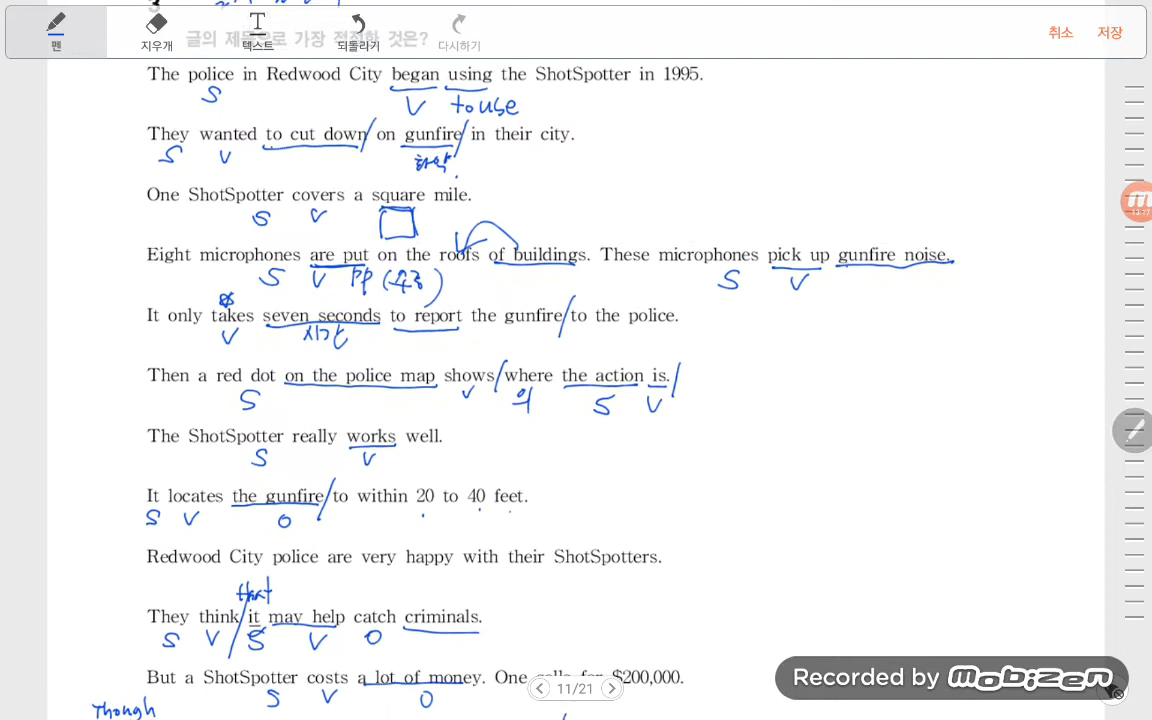 펜 지우개 텍스트 되돌리기 다시하기 취소 저장
글의 제목으로 가장 적절한 것은?
The police in Redwood City began using the ShotSpotter in 1995.
S V to use
They wanted to cut down on gunfire in their city.
S V
One ShotSpotter covers a square mile.
S V
Eight microphones are put on the roofs of buildings. These microphones pick up gunfire noise.
S V pp S V
It only takes seven seconds to report the gunfire to the police.
V 시간
Then a red dot on the police map shows where the action is.
S V 의 S V
The ShotSpotter really works well.
S V
It locates the gunfire to within 20 to 40 feet.
S V O
Redwood City police are very happy with their ShotSpotters.
that
They think it may help catch criminals.
S V S V O
But a ShotSpotter costs a lot of money. One $200,000.
S V O
Though
11/21
Recorded by mobizen